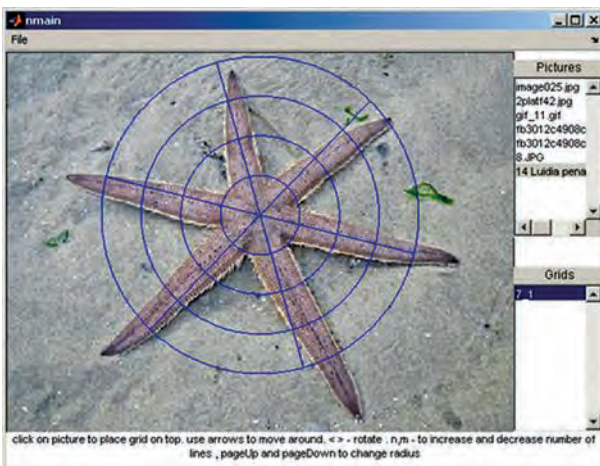 nmain
File
Pictures
image025.jpg
2platf42.jpg
gif_11.gif
fb3012c4908c
fb3012c4908c
8.JPG
14 Luidia pena
Grids
7_1
click on picture to place grid on top. use arrows to move around. < > - rotate . n,m - to increase and decrease number of
lines , pageUp and pageDown to change radius